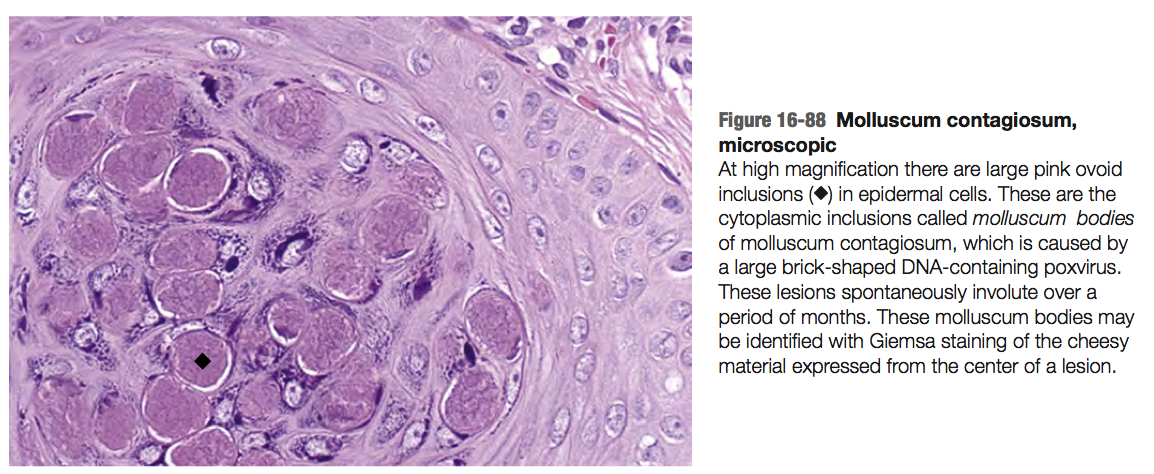 Figure 16-88 Molluscum contagiosum,
microscopic
At high magnification there are large pink ovoid
inclusions (◆) in epidermal cells. These are the
cytoplasmic inclusions called molluscum bodies
of molluscum contagiosum, which is caused by
a large brick-shaped DNA-containing poxvirus.
These lesions spontaneously involute over a
period of months. These molluscum bodies may
be identified with Giemsa staining of the cheesy
material expressed from the center of a lesion.